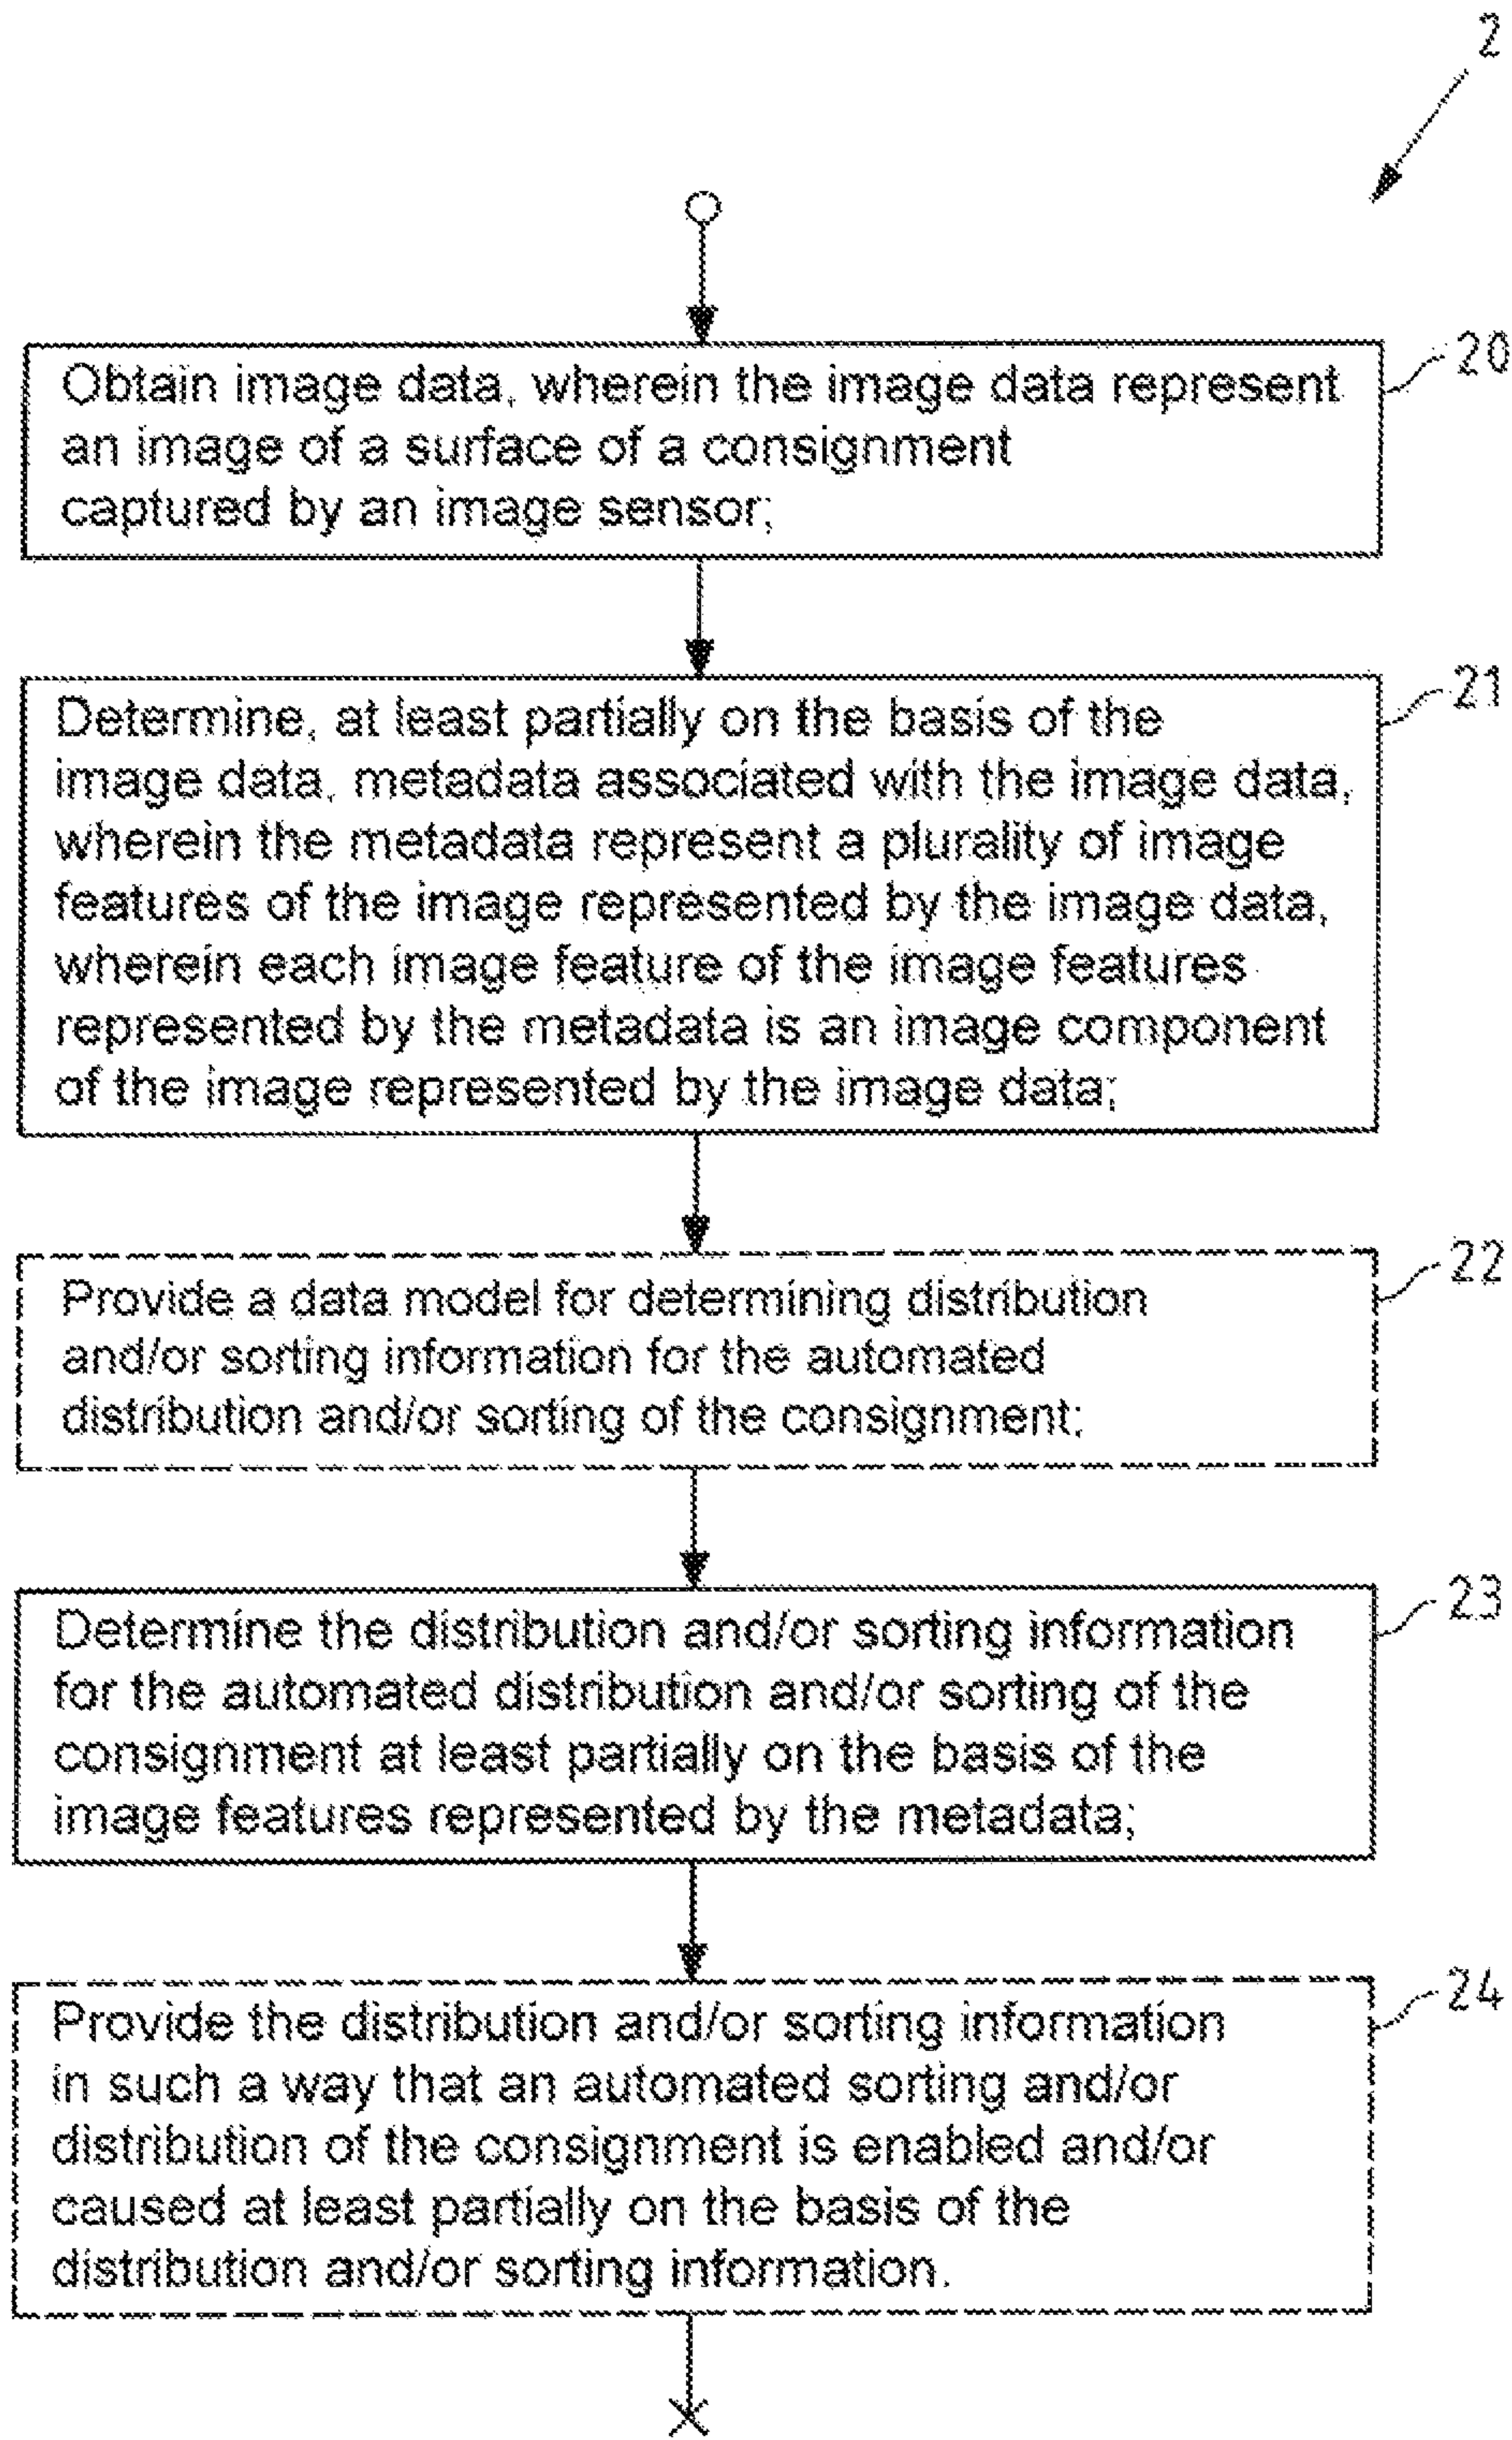 2
20
Obtain image data, wherein the image data represent
an image of a surface of a consignment
captured by an image sensor;
21
Determine, at least partially on the basis of the
image data, metadata associated with the image data,
wherein the metadata represent a plurality of image
features of the image represented by the image data,
wherein each image feature of the image features
represented by the metadata is an image component
of the image represented by the image data;
22
Provide a data model for determining distribution
and/or sorting information for the automated
distribution and/or sorting of the consignment;
23
Determine the distribution and/or sorting information
for the automated distribution and/or sorting of the
consignment at least partially on the basis of the
image features represented by the metadata;
24
Provide the distribution and/or sorting information
in such a way that an automated sorting and/or
distribution of the consignment is enabled and/or
caused at least partially on the basis of the
distribution and/or sorting information.